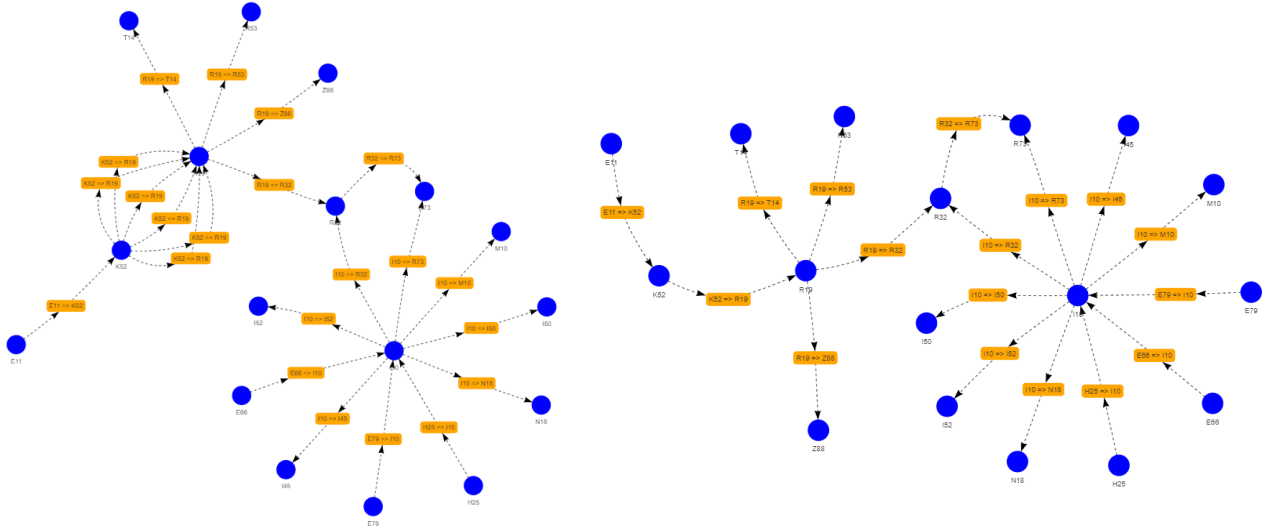 T14
R53
R19 => T14
R19 => R53
Z88
R19 => Z88
K52 => R19
K52 => R19
K52 => R19
K52 => R19
K52 => R19
K52 => R19
K52
R19 => R32
R32 => R73
E11 => K52
E11
I10 => R32
I10 => R73
M10
I10 => M10
I52
I10 => I52
I50
I10 => I50
E66 => I10
E66
I10 => N18
N18
I10 => I45
E79 => I10
H25 => I10
I45
H25
E79
E11
E11 => K52
K52
K52 => R19
R19 => T14
R19 => R53
R19
R19 => R32
R19 => Z88
Z88
R32 => R73
R73
I45
R32
I10 => R73
I10 => I45
M10
I10 => M10
I10 => R32
I10 => I50
I50
E79 => I10
E79
I10 => I52
I52
E66 => I10
E66
I10 => N18
N18
H25 => I10
H25